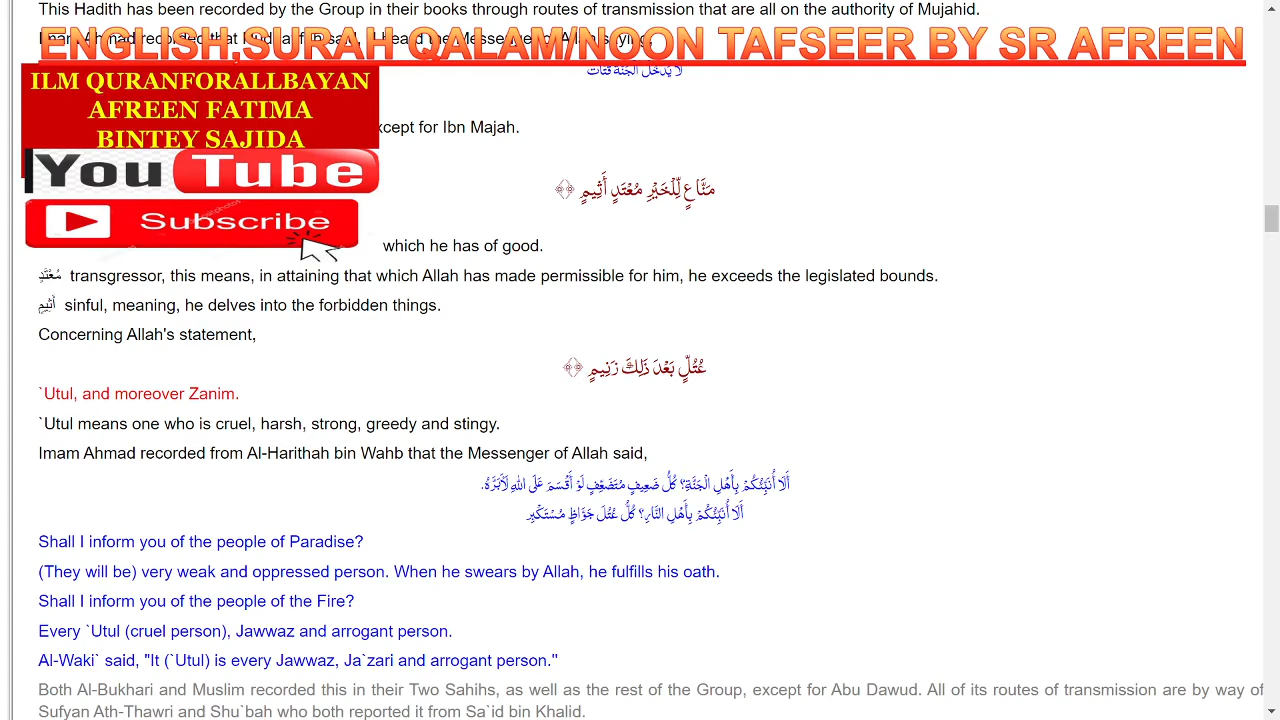 This Hadith has been recorded by the Group in their books through routes of transmission that are all on the authority of Mujahid.
ENGLISH,SURAH QALAM/NOON TAFSEER BY SR AFREEN
لَا يَدْخُلُ الْجَنَّةَ قَتَّاتٌ
ILM QURANFORALLBAYAN
AFREEN FATIMA
BINTEY SAJIDA
except for Ibn Majah.
You Tube
مَنَّاعٍ لِّلْخَيْرِ مُعْتَدٍ أَثِيمٍ ﴿﴾
Subscribe
which he has of good.
مُعْتَدٍ transgressor, this means, in attaining that which Allah has made permissible for him, he exceeds the legislated bounds.
أَثِيمٍ sinful, meaning, he delves into the forbidden things.
Concerning Allah's statement,
عُتُلٍّ بَعْدَ ذَلِكَ زَنِيمٍ ﴿﴾
`Utul, and moreover Zanim.
`Utul means one who is cruel, harsh, strong, greedy and stingy.
Imam Ahmad recorded from Al-Harithah bin Wahb that the Messenger of Allah said,
أَلَا أُنَبِّئُكُمْ بِأَهْلِ الْجَنَّةِ؟ كُلُّ ضَعِيفٍ مُتَضَعِّفٍ لَوْ أَقْسَمَ عَلَى اللهِ لَأَبَرَّهُ.
أَلَا أُنَبِّئُكُمْ بِأَهْلِ النَّارِ؟ كُلُّ عُتُلَ جَوَّاظٍ مُسْتَكْبِر
Shall I inform you of the people of Paradise?
(They will be) very weak and oppressed person. When he swears by Allah, he fulfills his oath.
Shall I inform you of the people of the Fire?
Every `Utul (cruel person), Jawwaz and arrogant person.
Al-Waki` said, "It (`Utul) is every Jawwaz, Ja`zari and arrogant person."
Both Al-Bukhari and Muslim recorded this in their Two Sahihs, as well as the rest of the Group, except for Abu Dawud. All of its routes of transmission are by way of
Sufyan Ath-Thawri and Shu`bah who both reported it from Sa`id bin Khalid.